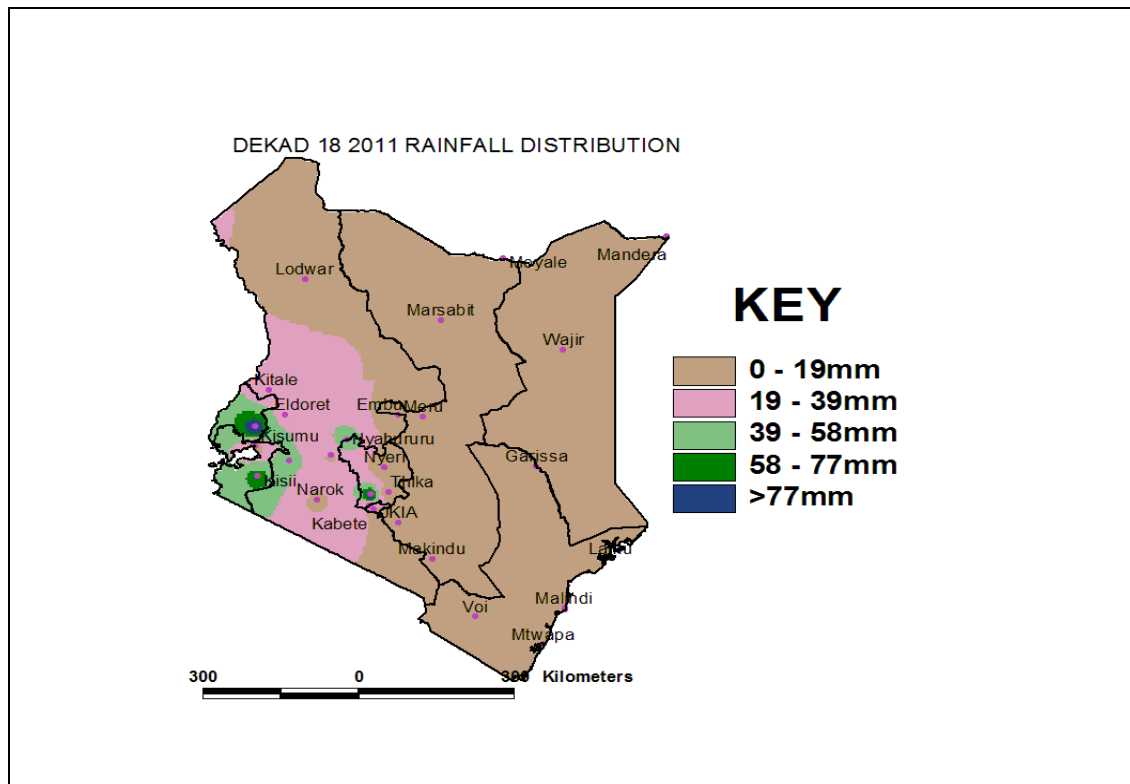 DEKAD 18 2011 RAINFALL DISTRIBUTION
Mandera
Moyale
Lodwar
Marsabit
KEY
Wajir
0 - 19mm
Kitale
19 - 39mm
Eldoret
Embu
Meru
39 - 58mm
Kisumu
Nyahururu
Nyeri
Garissa
58 - 77mm
Kisii
Thika
Narok
>77mm
Kabete
JKIA
Makindu
Lamu
Voi
Malindi
Mtwapa
300 0 300 Kilometers